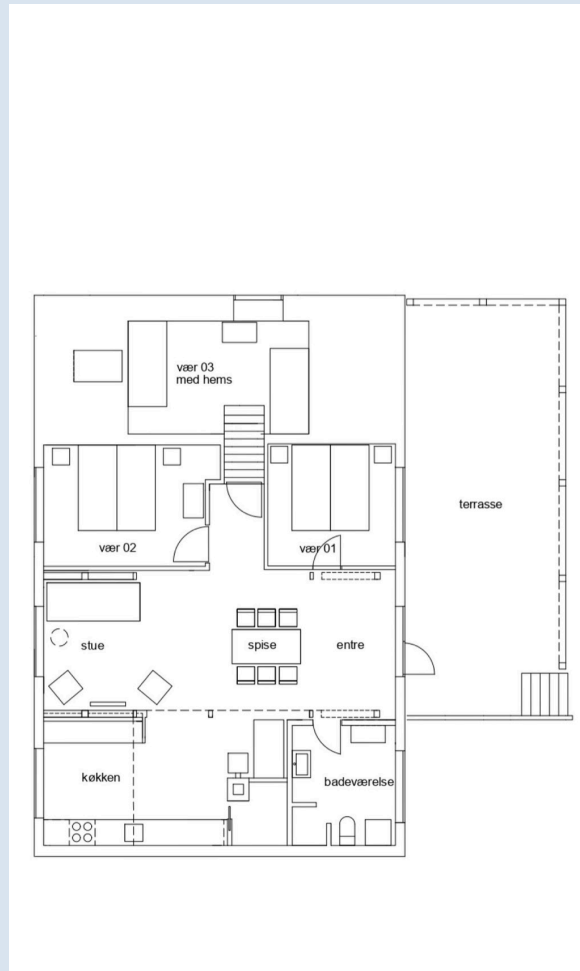 vær 03
med hems
terrasse
vær 02
vær 01
stue
spise
entre
køkken
badeværelse